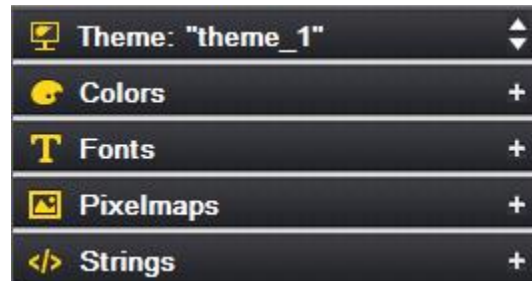 Theme: "theme_1"
Colors +
Fonts +
Pixelmaps +
Strings +